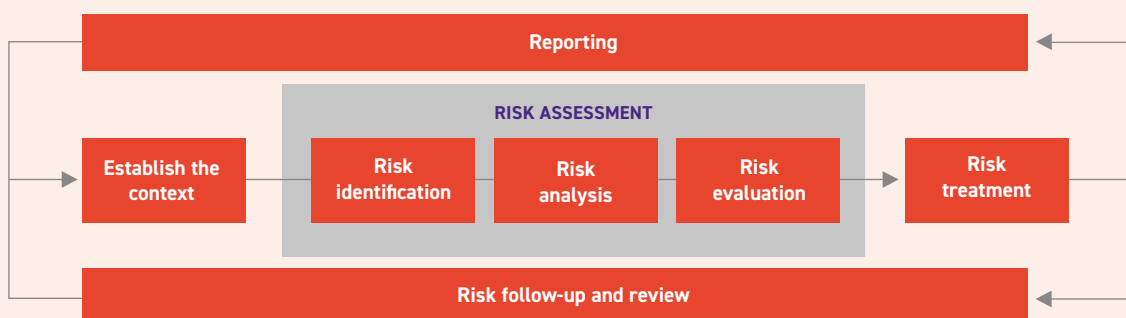 Reporting
RISK ASSESSMENT
Establish the
context
Risk
identification
Risk
analysis
Risk
evaluation
Risk
treatment
Risk follow-up and review